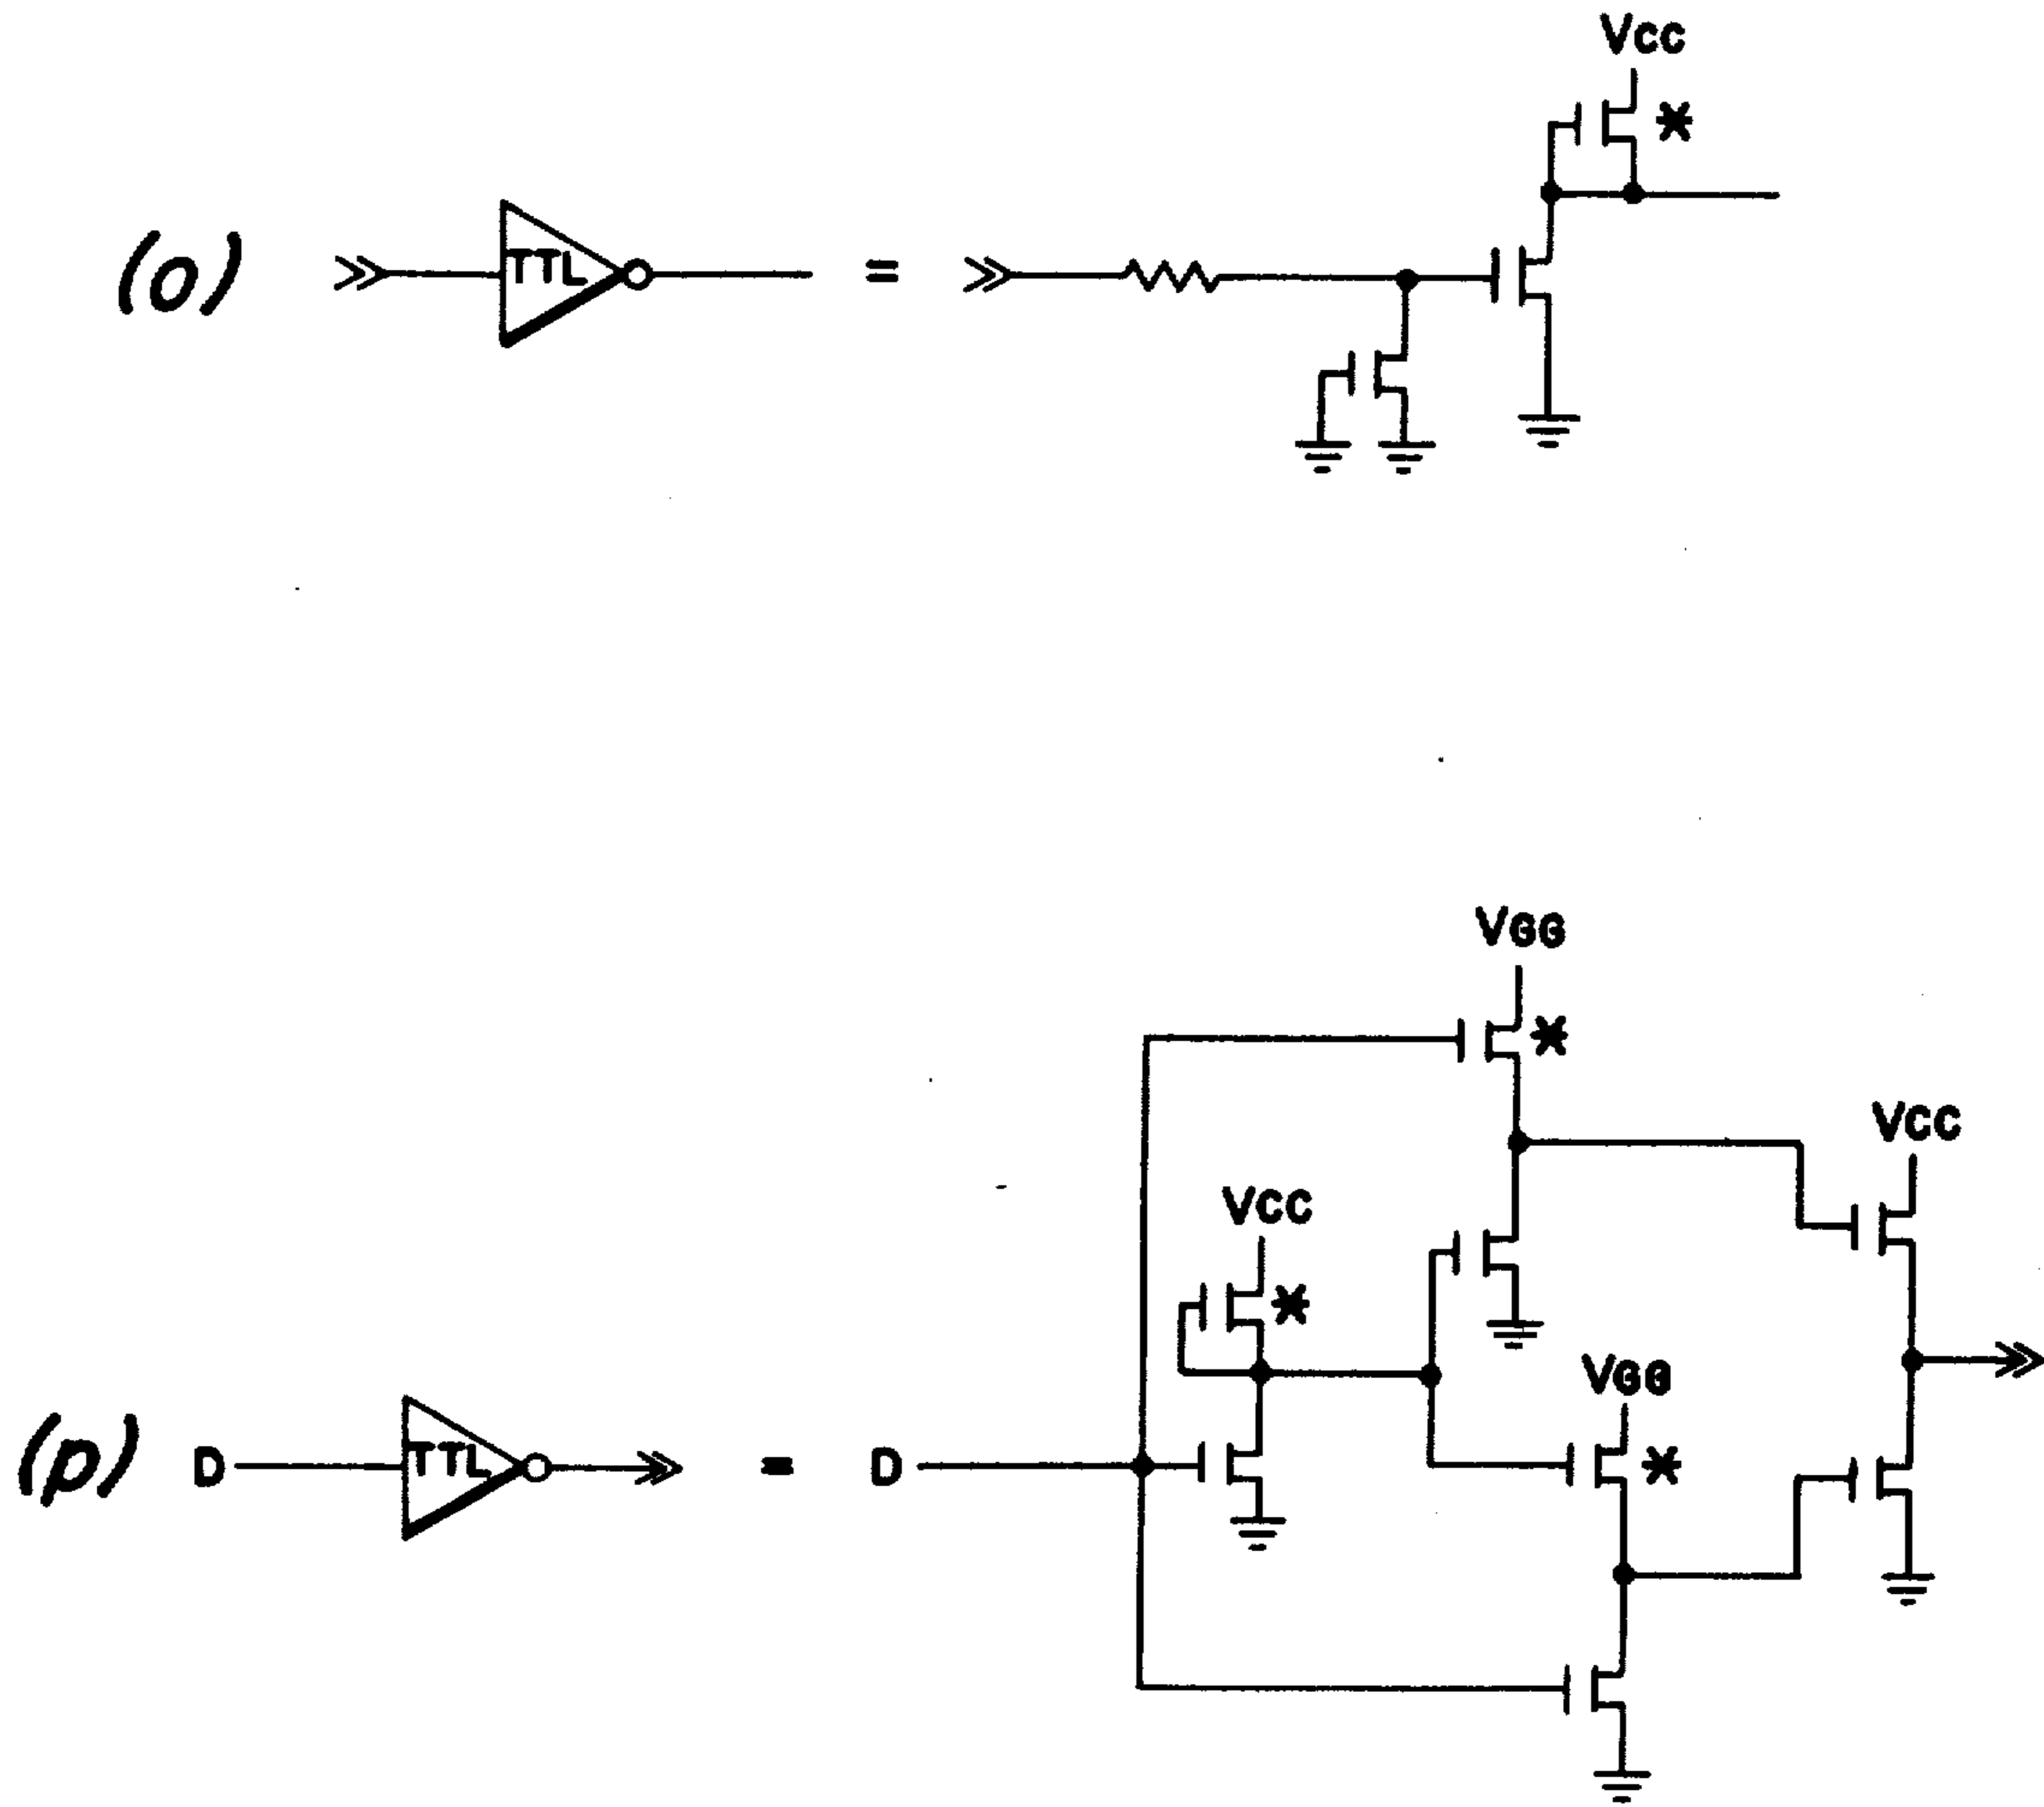 Vcc
*
(o)
TTL
=
VGG
*
VCC
VCC
*
VGG
(p) D
TTL
=
D
*